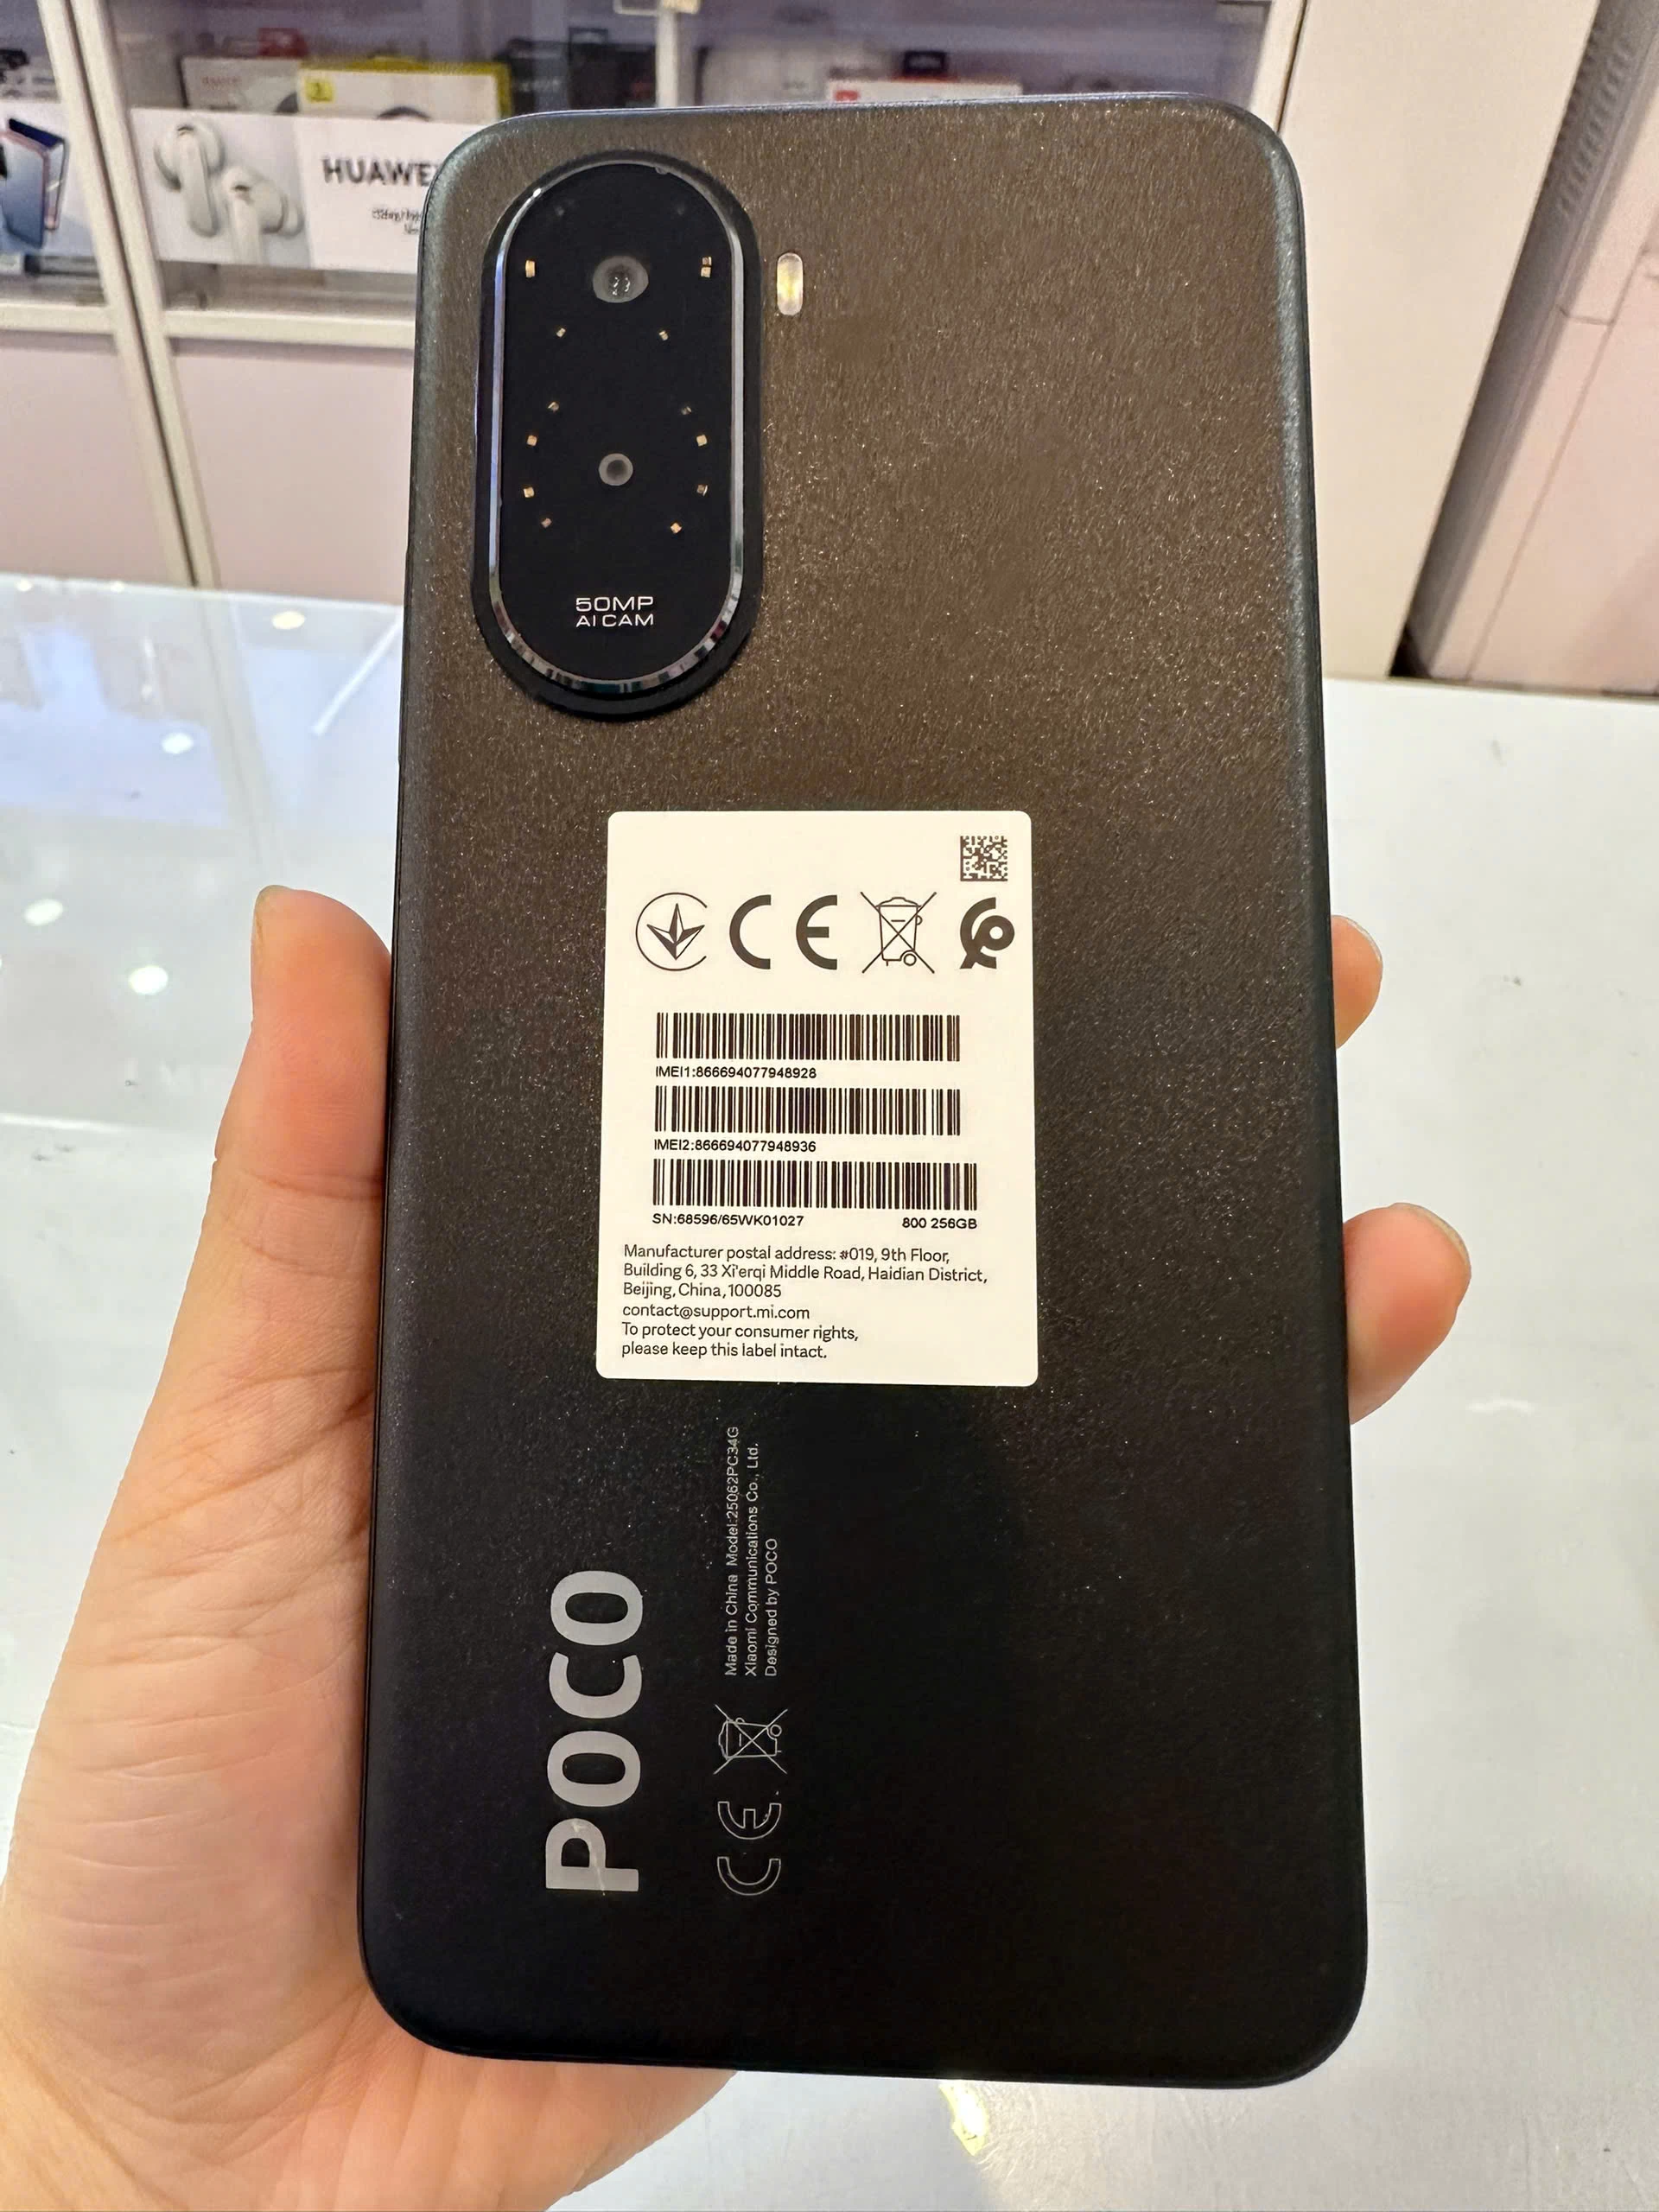 HUAWEI
50MP
AI CAM
CE
IMEI1:866694077948928
IMEI2:866694077948936
SN:68596/65WK01027 800 256GB
Manufacturer postal address: #019, 9th Floor,
Building 6, 33 Xi'erqi Middle Road, Haidian District,
Beijing, China, 100085
contact@support.mi.com
To protect your consumer rights,
please keep this label intact.
POCO
Made in China Model:25062PC34G
Xiaomi Communications Co., Ltd.
Designed by POCO
CE